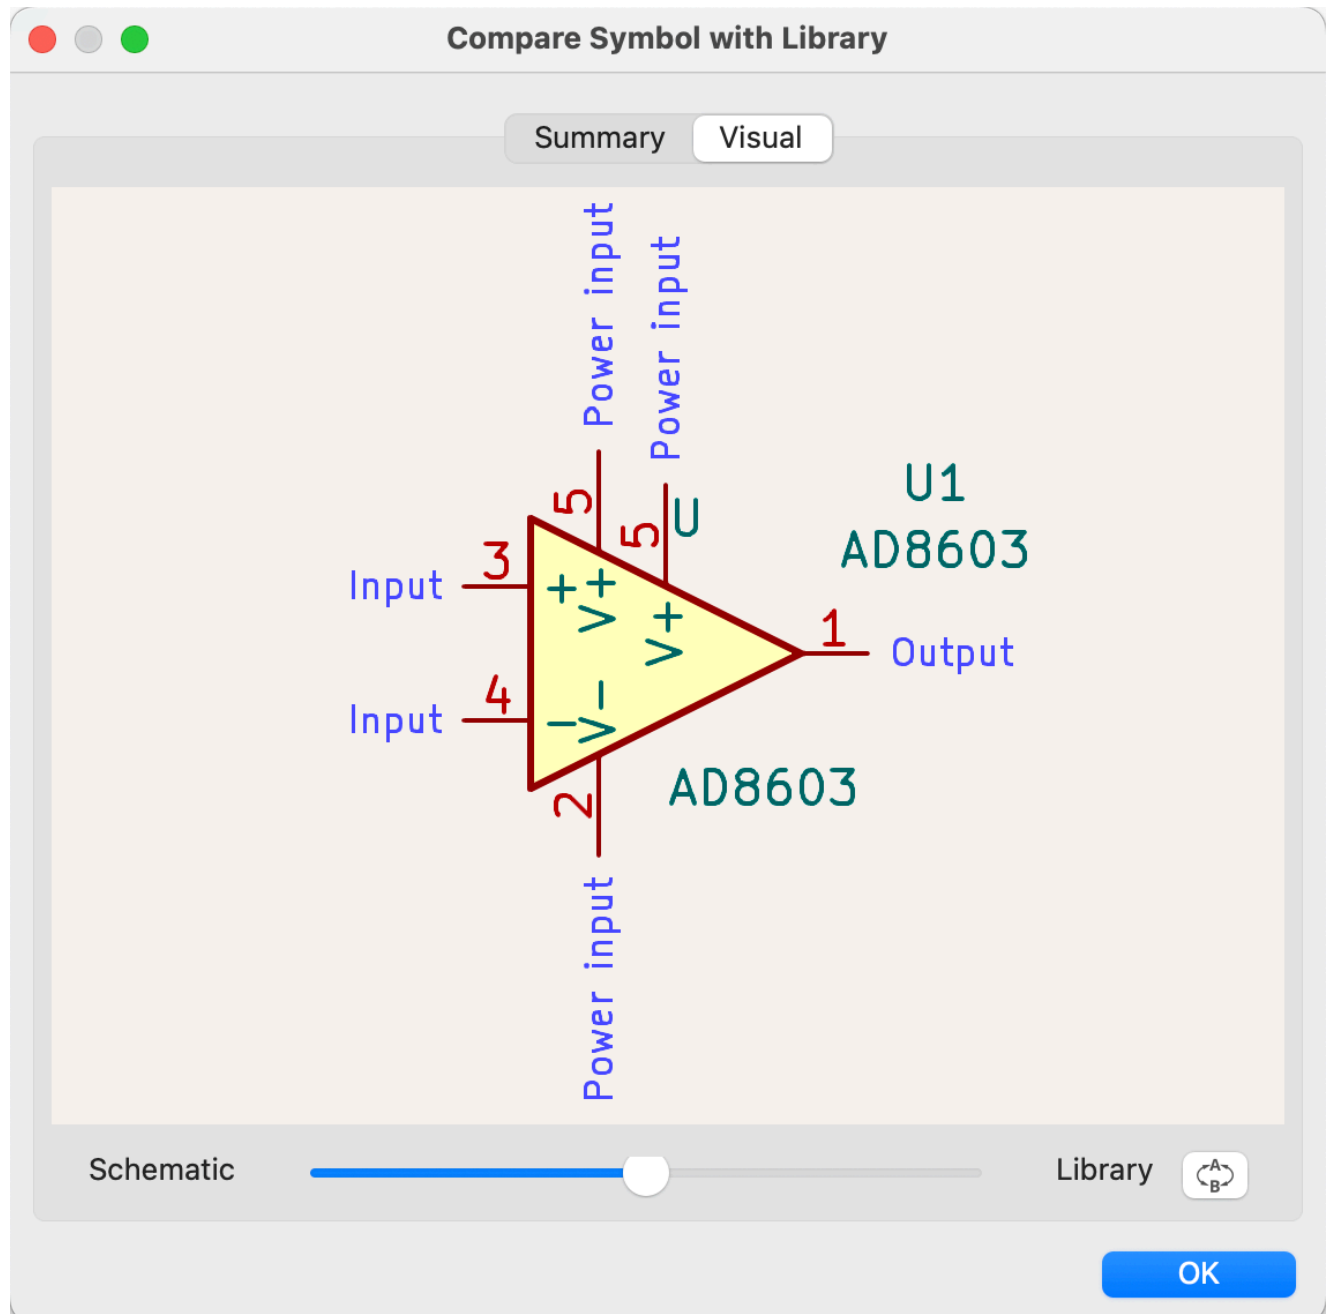 Compare Symbol with Library
Summary
Visual
Power input
Power input
5
5
U
U1
AD8603
3
Input
+
V+
V+
1
Output
4
Input
−
V−
2
AD8603
Power input
Schematic
Library
A
B
OK